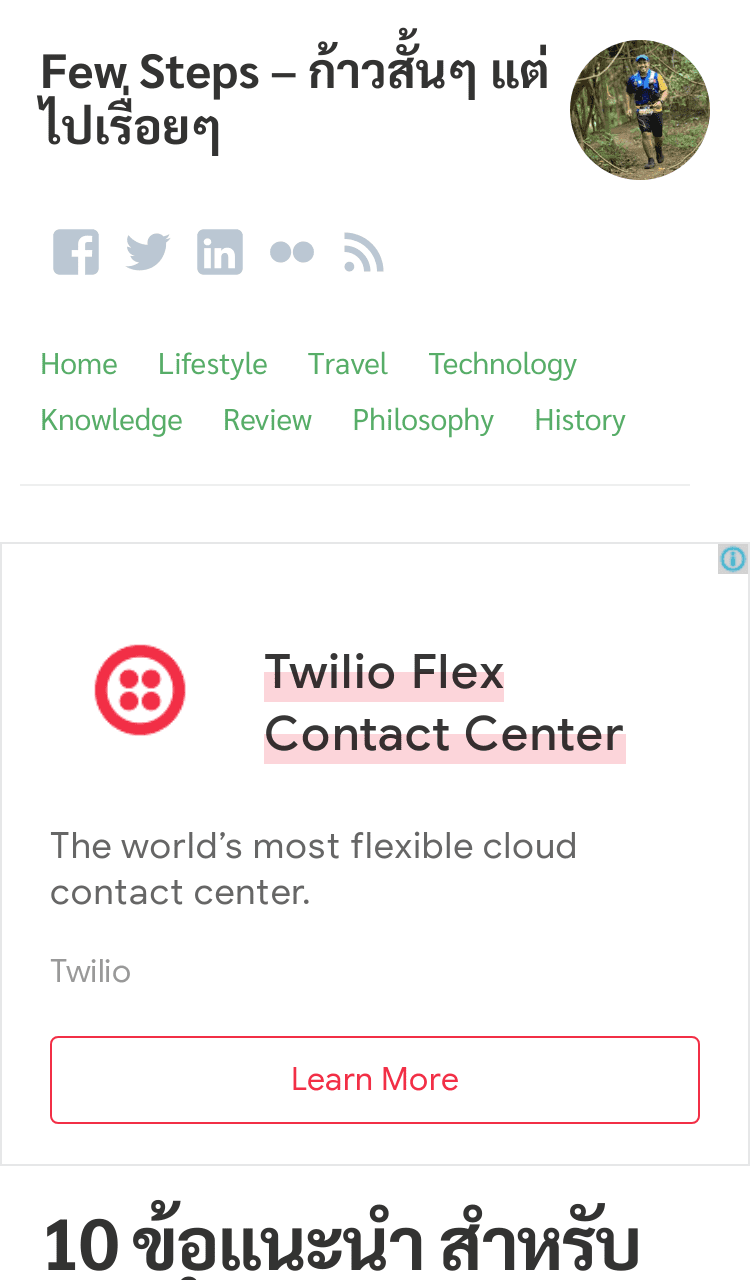 Few Steps – ก้าวสั้นๆ แต่
ไปเรื่อยๆ
Home Lifestyle Travel Technology
Knowledge Review Philosophy History
Twilio Flex
Contact Center
The world’s most flexible cloud
contact center.
Twilio
Learn More
10 ข้อแนะนำ สำหรับ